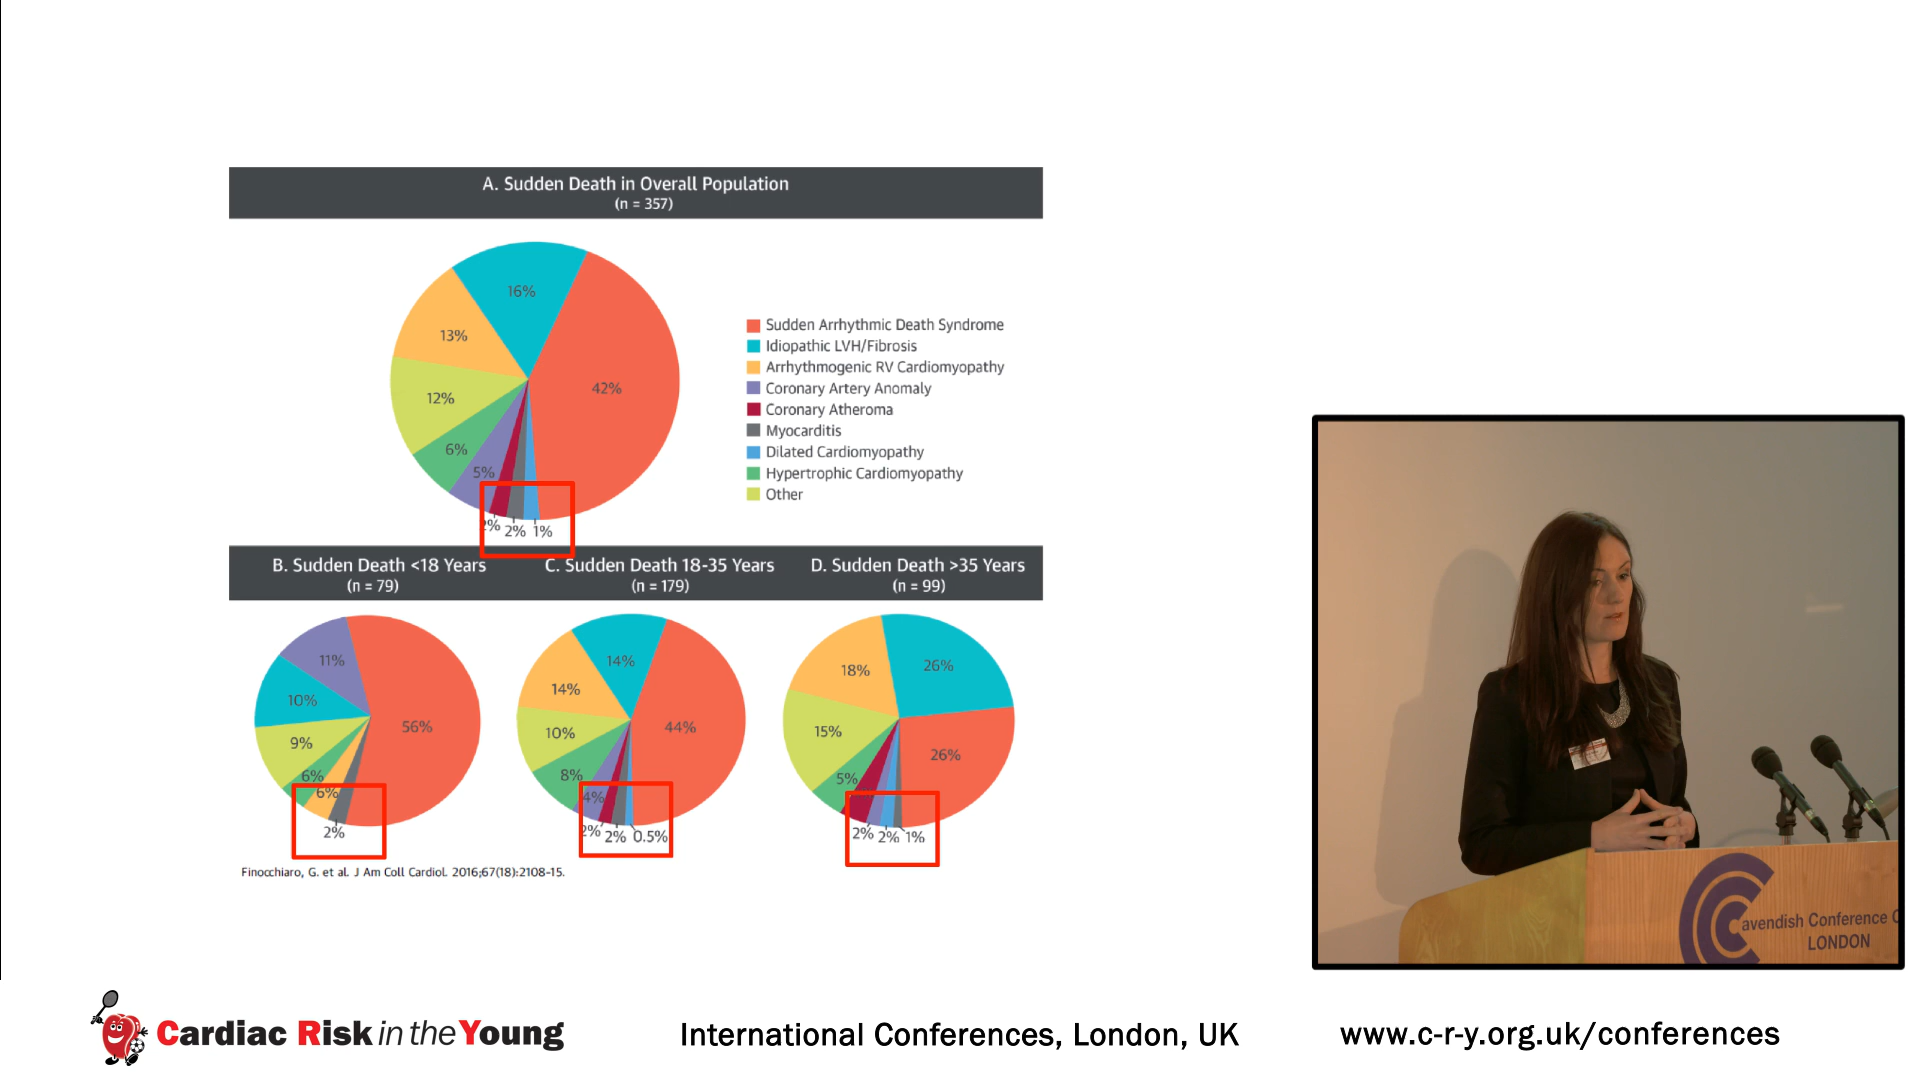 A. Sudden Death in Overall Population
(n = 357)
16%
13%
42%
12%
6%
5%
2% 2% 1%
Sudden Arrhythmic Death Syndrome
Idiopathic LVH/Fibrosis
Arrhythmogenic RV Cardiomyopathy
Coronary Artery Anomaly
Coronary Atheroma
Myocarditis
Dilated Cardiomyopathy
Hypertrophic Cardiomyopathy
Other
B. Sudden Death <18 Years
(n = 79)
C. Sudden Death 18-35 Years
(n = 179)
D. Sudden Death >35 Years
(n = 99)
11%
10%
56%
9%
6%
6%
2%
14%
14%
44%
10%
8%
4%
2% 2% 0.5%
26%
18%
15%
26%
5%
2% 2% 1%
Finocchiaro, G. et al. J Am Coll Cardiol. 2016;67(18):2108-15.
avendish Conference C
LONDON
Cardiac Risk in the Young
International Conferences, London, UK
www.c-r-y.org.uk/conferences